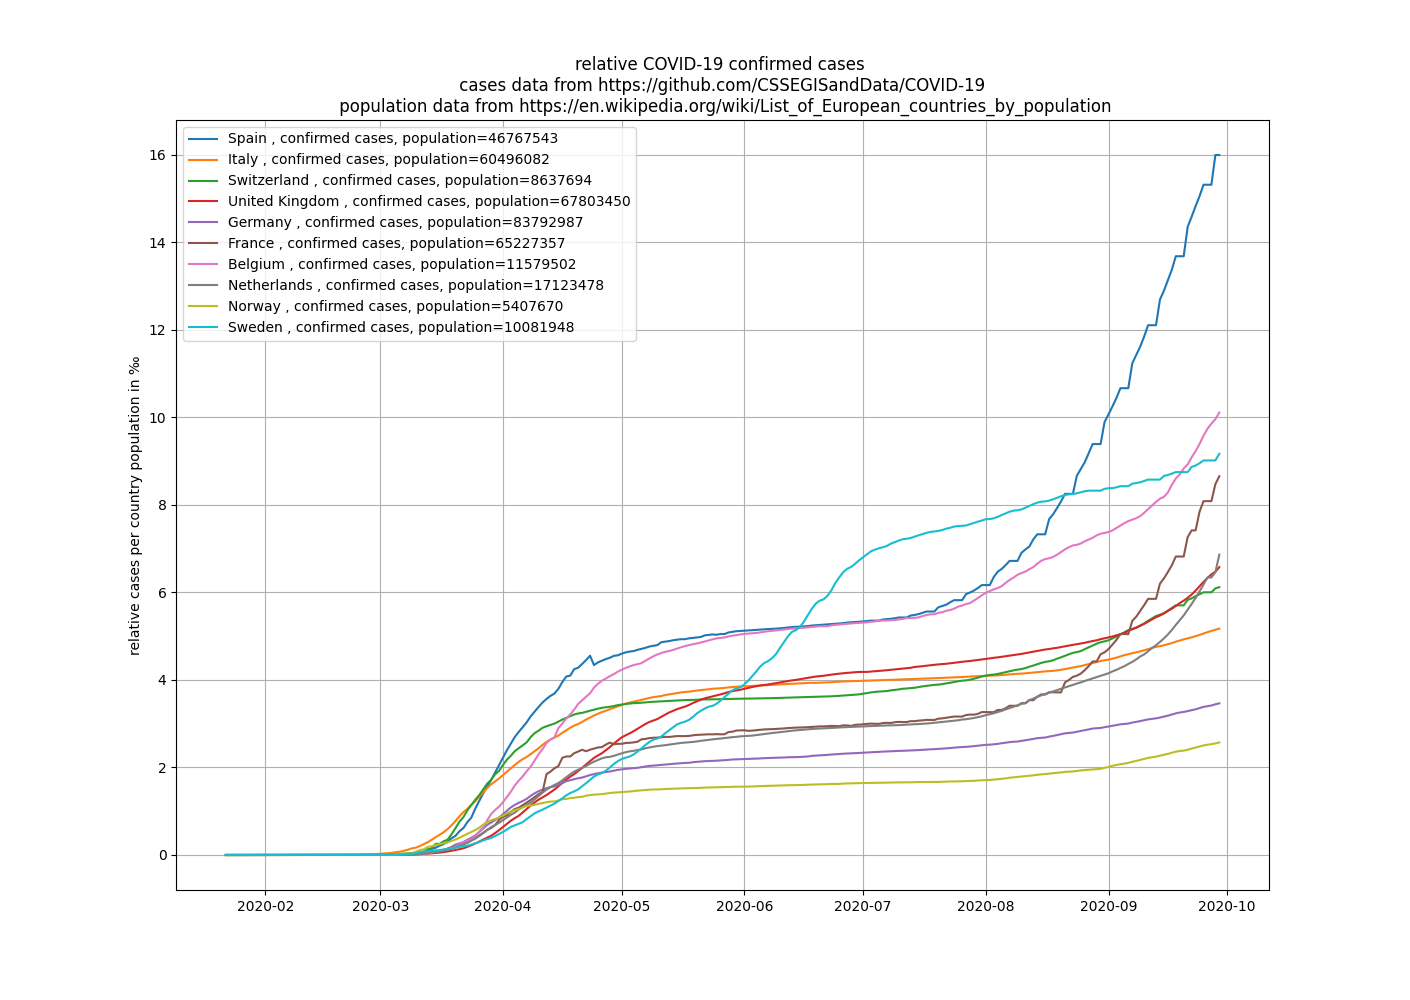 relative COVID-19 confirmed cases
cases data from https://github.com/CSSEGISandData/COVID-19
population data from https://en.wikipedia.org/wiki/List_of_European_countries_by_population
Spain , confirmed cases, population=46767543
Italy , confirmed cases, population=60496082
Switzerland , confirmed cases, population=8637694
United Kingdom , confirmed cases, population=67803450
Germany , confirmed cases, population=83792987
France , confirmed cases, population=65227357
Belgium , confirmed cases, population=11579502
Netherlands , confirmed cases, population=17123478
Norway , confirmed cases, population=5407670
Sweden , confirmed cases, population=10081948
relative cases per country population in ‰
16
14
12
10
8
6
4
2
0
2020-02 2020-03 2020-04 2020-05 2020-06 2020-07 2020-08 2020-09 2020-10